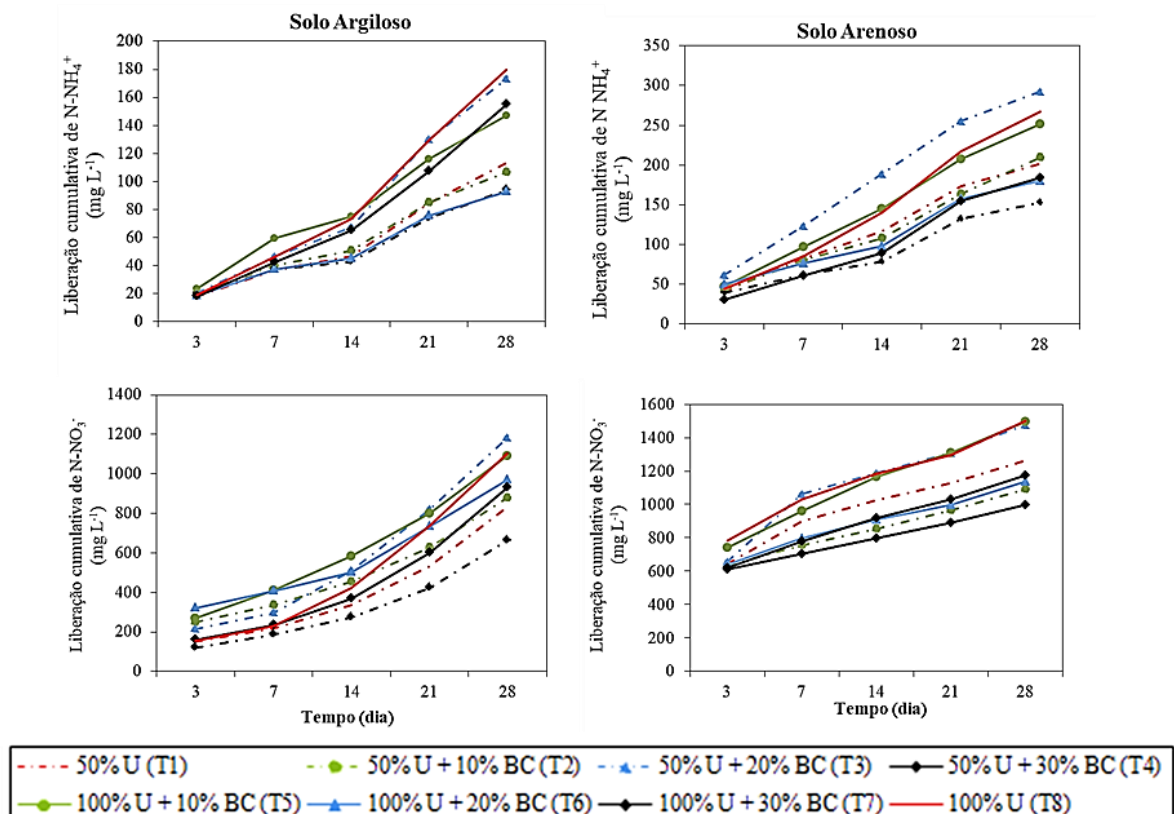 Solo Argiloso
Liberação cumulativa de N-NH₄⁺
(mg L⁻¹)
200
180
160
140
120
100
80
60
40
20
0
3 7 14 21 28
Solo Arenoso
Liberação cumulativa de N NH₄⁺
(mg L⁻¹)
350
300
250
200
150
100
50
0
3 7 14 21 28
Liberação cumulativa de N-NO₃⁻
(mg L⁻¹)
1400
1200
1000
800
600
400
200
0
3 7 14 21 28
Tempo (dia)
Liberação cumulativa de N-NO₃⁻
(mg L⁻¹)
1600
1400
1200
1000
800
600
400
200
0
3 7 14 21 28
Tempo (dia)
50% U (T1) 50% U + 10% BC (T2) 50% U + 20% BC (T3) 50% U + 30% BC (T4)
100% U + 10% BC (T5) 100% U + 20% BC (T6) 100% U + 30% BC (T7) 100% U (T8)